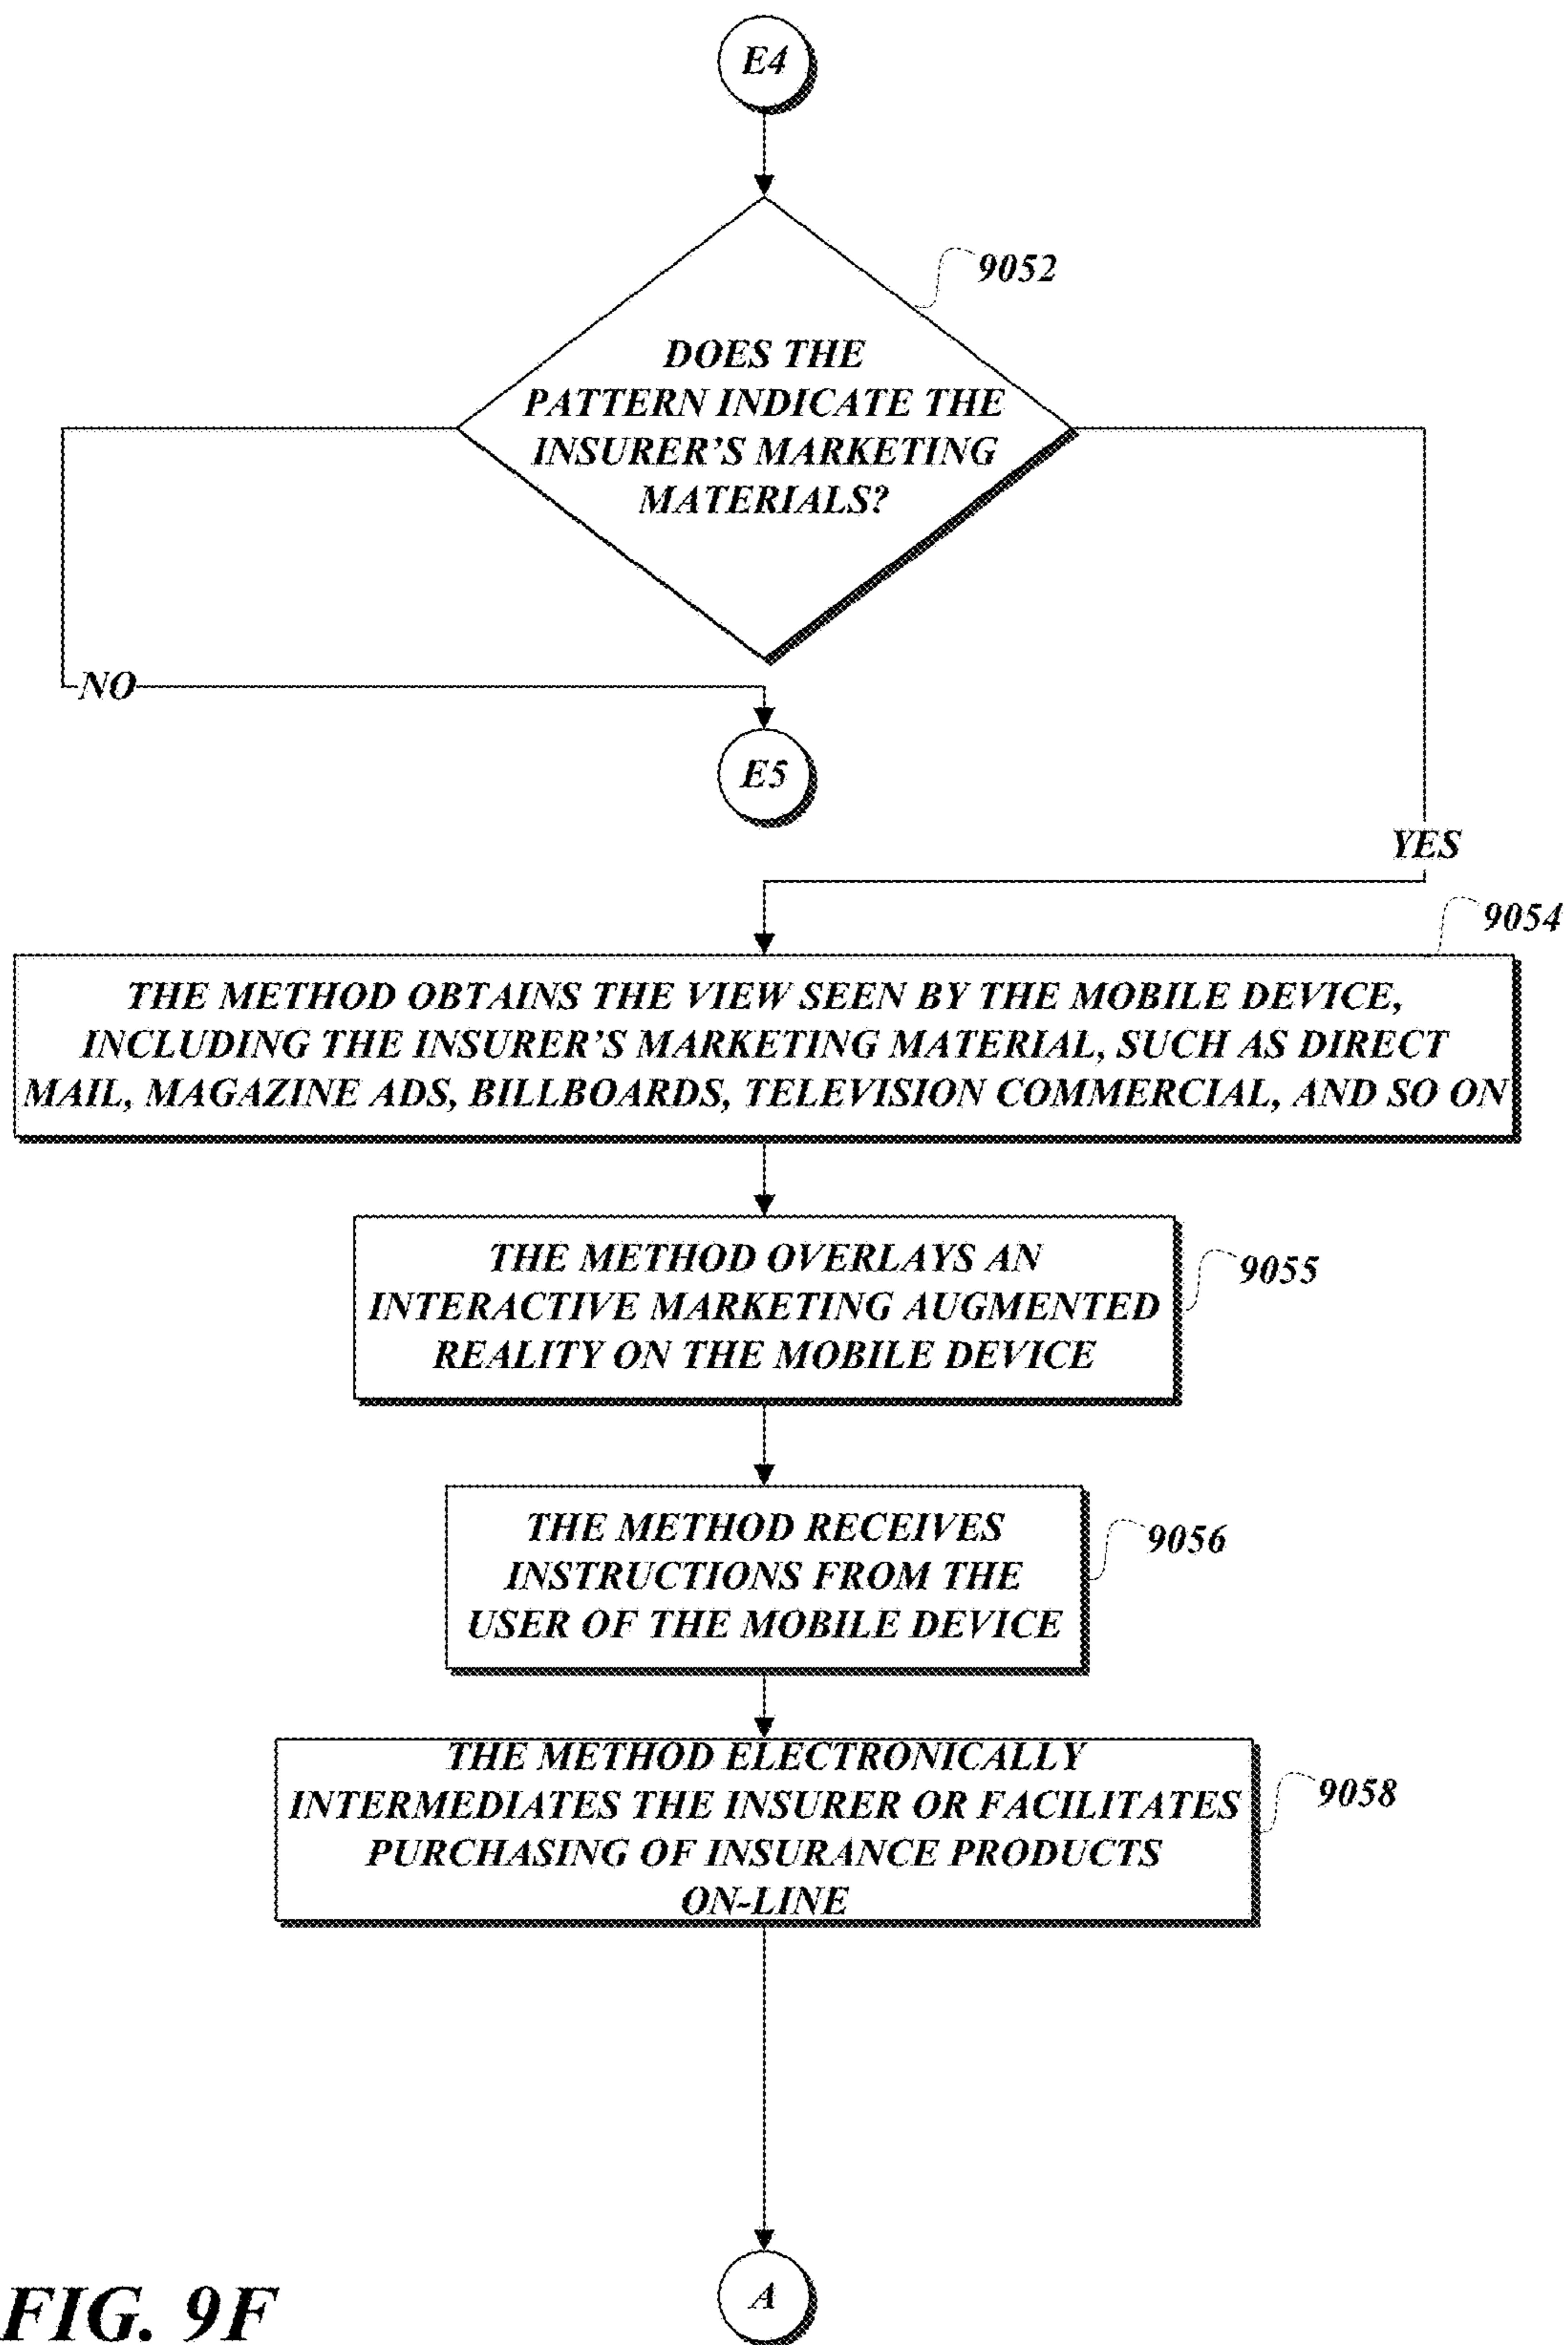 E4
9052
DOES THE
PATTERN INDICATE THE
INSURER'S MARKETING
MATERIALS?
NO
E5
YES
9054
THE METHOD OBTAINS THE VIEW SEEN BY THE MOBILE DEVICE,
INCLUDING THE INSURER'S MARKETING MATERIAL, SUCH AS DIRECT
MAIL, MAGAZINE ADS, BILLBOARDS, TELEVISION COMMERCIAL, AND SO ON
THE METHOD OVERLAYS AN
INTERACTIVE MARKETING AUGMENTED
REALITY ON THE MOBILE DEVICE
9055
THE METHOD RECEIVES
INSTRUCTIONS FROM THE
USER OF THE MOBILE DEVICE
9056
THE METHOD ELECTRONICALLY
INTERMEDIATES THE INSURER OR FACILITATES
PURCHASING OF INSURANCE PRODUCTS
ON-LINE
9058
A
FIG. 9F